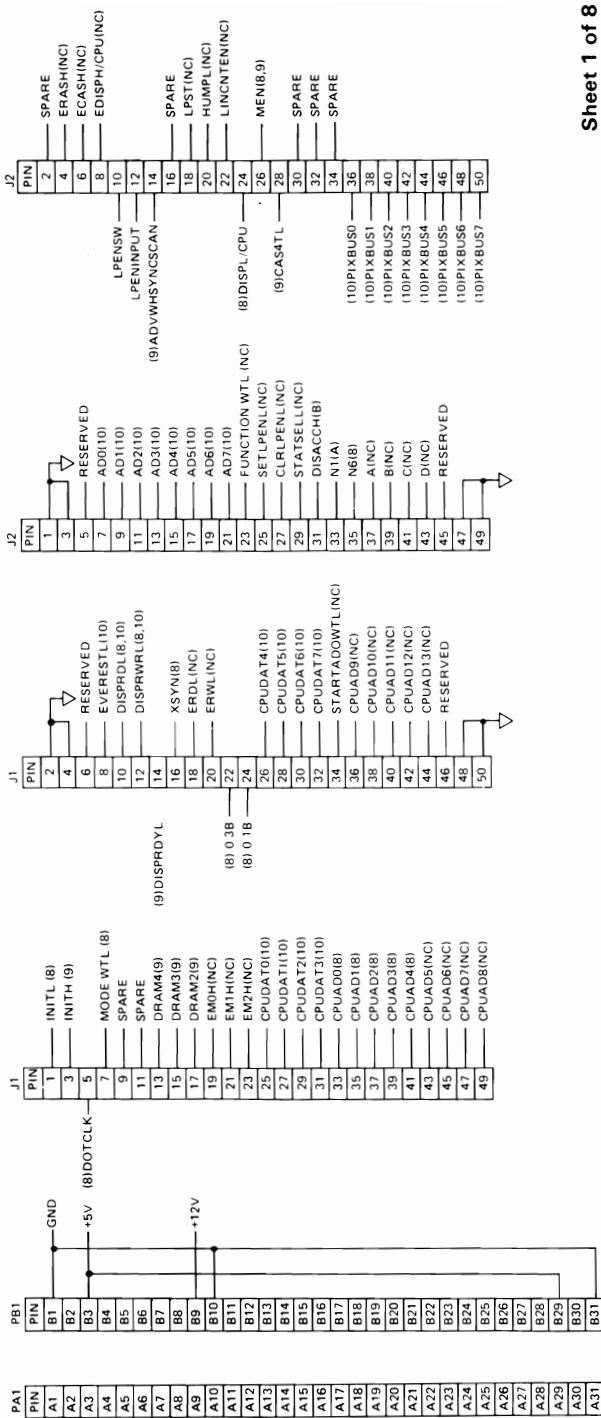 PA1
PIN
A1
A2
A3
A4
A5
A6
A7
A8
A9
A10
A11
A12
A13
A14
A15
A16
A17
A18
A19
A20
A21
A22
A23
A24
A25
A26
A27
A28
A29
A30
A31
PB1
PIN
B1 GND
B2
B3 +5V
B4
B5
B6
B7
B8
B9 +12V
B10
B11
B12
B13
B14
B15
B16
B17
B18
B19
B20
B21
B22
B23
B24
B25
B26
B27
B28
B29
B30
B31
J1
PIN
1 INITL (8)
3 INITH (9)
(8)DOTCLK 5
7 MODE WTL (8)
9 SPARE
11 SPARE
13 DRAM4(9)
15 DRAM3(9)
17 DRAM2(9)
19 EM0H(NC)
21 EM1H(NC)
23 EM2H(NC)
25 CPUDAT0(10)
27 CPUDATI(10)
29 CPUDAT2(10)
31 CPUDAT3(10)
33 CPUAD0(8)
35 CPUAD1(8)
37 CPUAD2(8)
39 CPUAD3(8)
41 CPUAD4(8)
43 CPUAD5(NC)
45 CPUAD6(NC)
47 CPUAD7(NC)
49 CPUAD8(NC)
J1
PIN
2
4
6 RESERVED
8 EVERESTL(10)
10 DISPRDL(8,10)
12 DISPRWRL(8,10)
(9)DISPRDYL 14
16 XSYN(8)
18 ERDL(NC)
20 ERWL(NC)
(8) 0 3B 22
(8) 0 1B 24
26 CPUDAT4(10)
28 CPUDAT5(10)
30 CPUDAT6(10)
32 CPUDAT7(10)
34 STARTADOWTL(NC)
36 CPUAD9(NC)
38 CPUAD10(NC)
40 CPUAD11(NC)
42 CPUAD12(NC)
44 CPUAD13(NC)
46 RESERVED
48
50
J2
PIN
1
3
5 RESERVED
7 AD0(10)
9 AD1(10)
11 AD2(10)
13 AD3(10)
15 AD4(10)
17 AD5(10)
19 AD6(10)
21 AD7(10)
23 FUNCTION WTL (NC)
25 SETLPENL(NC)
27 CLRLPENL(NC)
29 STATSELL(NC)
31 DISACCH(B)
33 N1(A)
35 N6(8)
37 A(NC)
39 B(NC)
41 C(NC)
43 D(NC)
45 RESERVED
47
49
J2
PIN
2 SPARE
4 ERASH(NC)
6 ECASH(NC)
8 EDISPH/CPU(NC)
LPENSW 10
LPENINPUT 12
(9)ADVWHSYNCSCAN 14
16 SPARE
18 LPST(NC)
20 HUMPL(NC)
22 LINCNTEN(NC)
(8)DISPL/CPU 24
26 MEN(8,9)
(9)CAS4TL 28
30 SPARE
32 SPARE
34 SPARE
(10)PIXBUS0 36
(10)PIXBUS1 38
(10)PIXBUS2 40
(10)PIXBUS3 42
(10)PIXBUS4 44
(10)PIXBUS5 46
(10)PIXBUS6 48
(10)PIXBUS7 50
Sheet 1 of 8